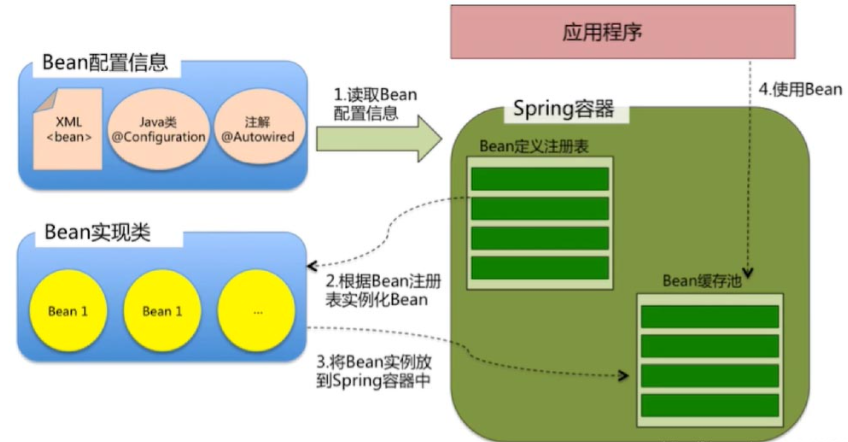 应用程序
Bean配置信息
XML
<bean>
Java类
@Configuration
注解
@Autowired
1.读取Bean
配置信息
Spring容器
4.使用Bean
Bean定义注册表
Bean实现类
Bean 1
Bean 1
...
2.根据Bean注册
表实例化Bean
Bean缓存池
3.将Bean实例放
到Spring容器中